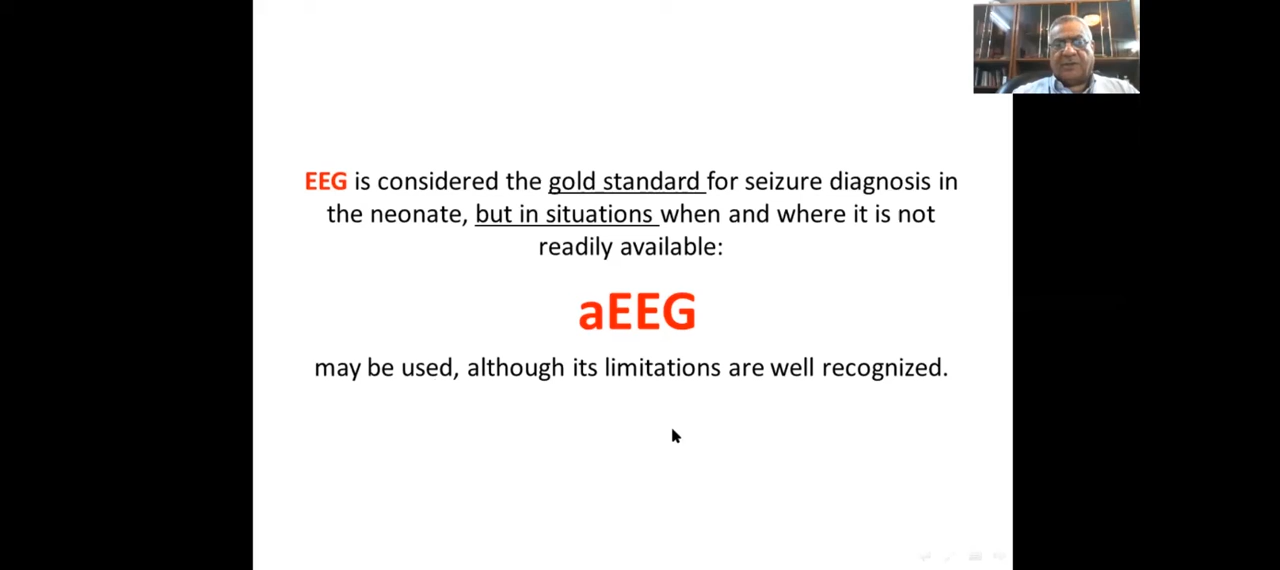 EEG is considered the gold standard for seizure diagnosis in
the neonate, but in situations when and where it is not
readily available:
aEEG
may be used, although its limitations are well recognized.